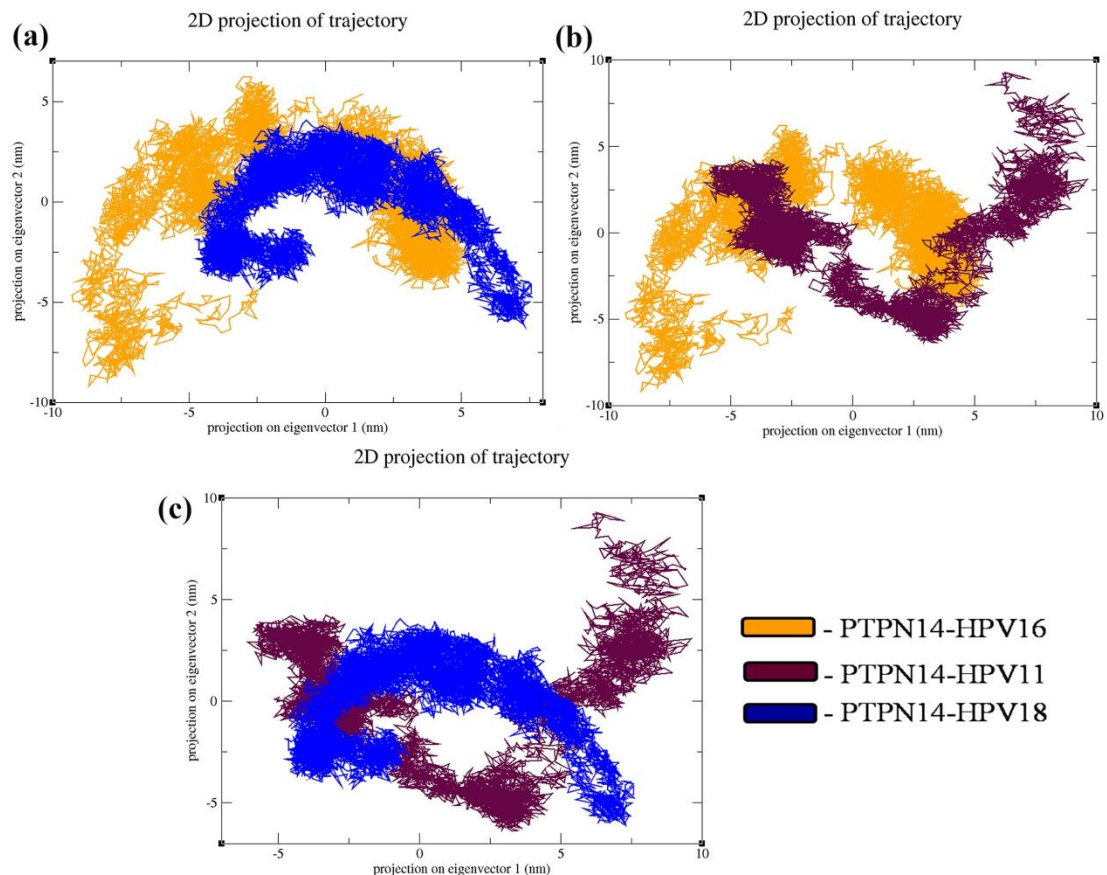 2D projection of trajectory
(a)
5
0
-5
-10
-10
-5
0
5
projection on eigenvector 2 (nm)
projection on eigenvector 1 (nm)
2D projection of trajectory
(b)
10
5
0
-5
-10
-10
-5
0
5
10
projection on eigenvector 2 (nm)
projection on eigenvector 1 (nm)
2D projection of trajectory
(c)
10
5
0
-5
-5
0
5
10
projection on eigenvector 2 (nm)
projection on eigenvector 1 (nm)
- PTPN14-HPV16
- PTPN14-HPV11
- PTPN14-HPV18